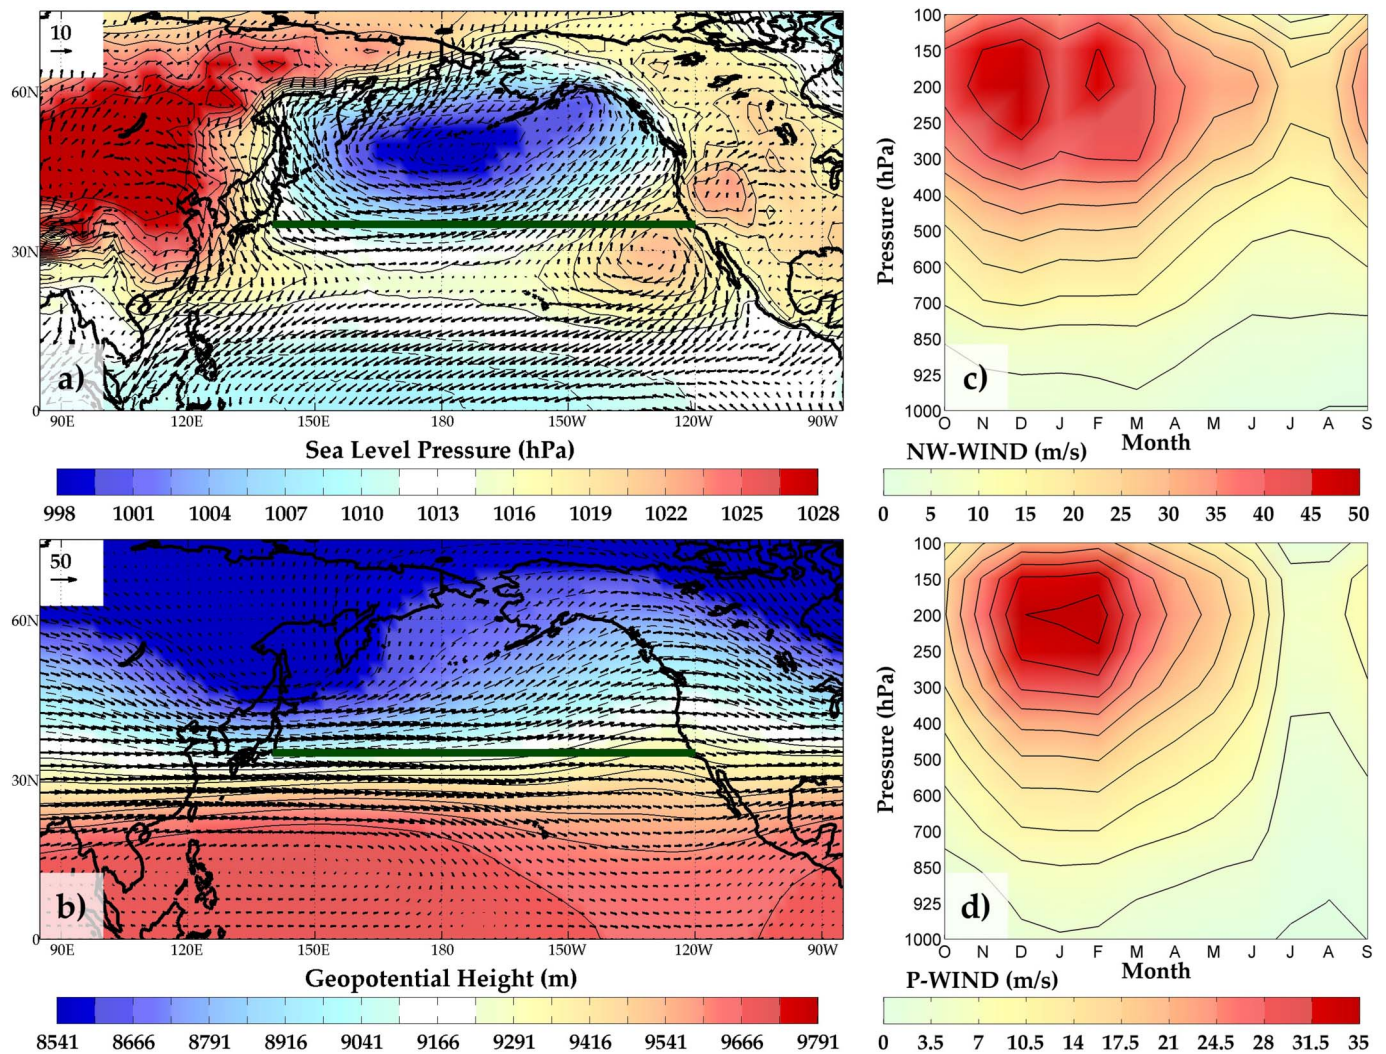 10
60N
30N
0
a)
90E 120E 150E 180 150W 120W 90W
Sea Level Pressure (hPa)
998 1001 1004 1007 1010 1013 1016 1019 1022 1025 1028
50
60N
30N
0
b)
90E 120E 150E 180 150W 120W 90W
Geopotential Height (m)
8541 8666 8791 8916 9041 9166 9291 9416 9541 9666 9791
Pressure (hPa)
100
150
200
250
300
400
500
600
700
850
925
1000
c)
O N D J F M A M J J A S
Month
NW-WIND (m/s)
0 5 10 15 20 24 30 35 40 45 50
Pressure (hPa)
100
150
200
250
300
400
500
600
700
850
925
1000
d)
O N D J F M A M J J A S
Month
P-WIND (m/s)
0 3.5 7 10.5 14 17.5 21 24.5 28 31.5 35